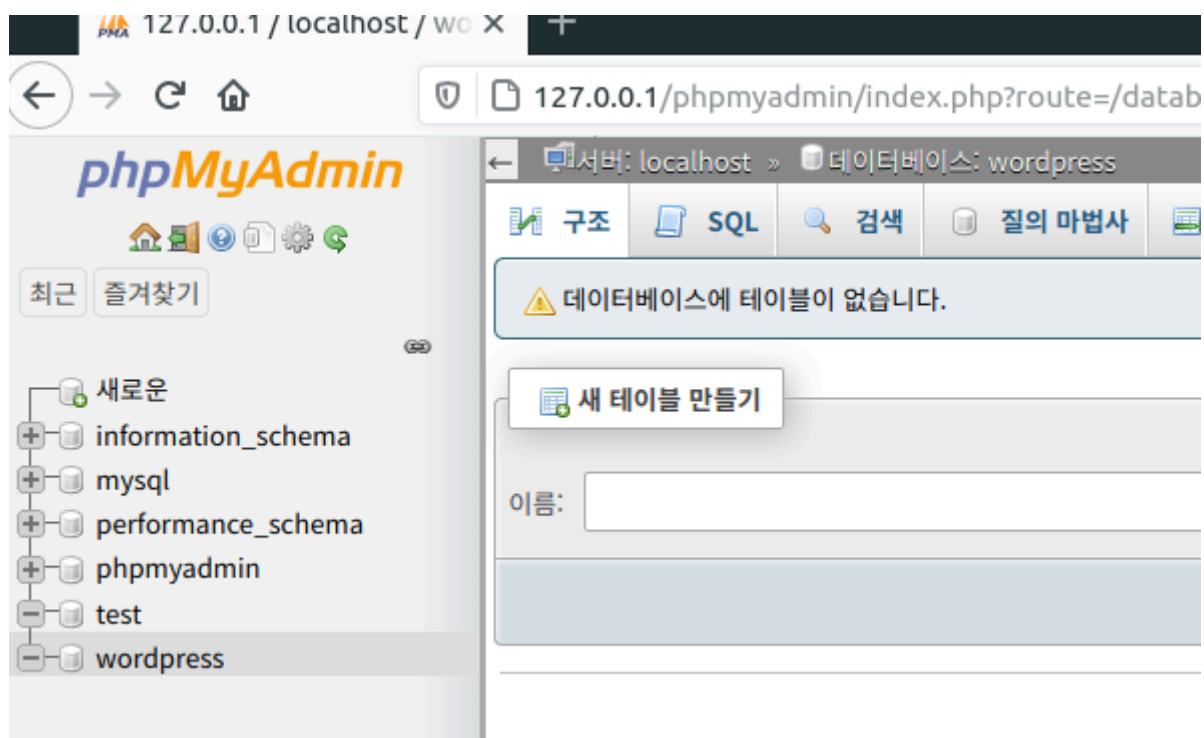 127.0.0.1 / localhost / wo
127.0.0.1/phpmyadmin/index.php?route=/datab
phpMyAdmin
최근 즐겨찾기
새로운
information_schema
mysql
performance_schema
phpmyadmin
test
wordpress
서버: localhost » 데이터베이스: wordpress
구조 SQL 검색 질의 마법사
데이터베이스에 테이블이 없습니다.
새 테이블 만들기
이름: